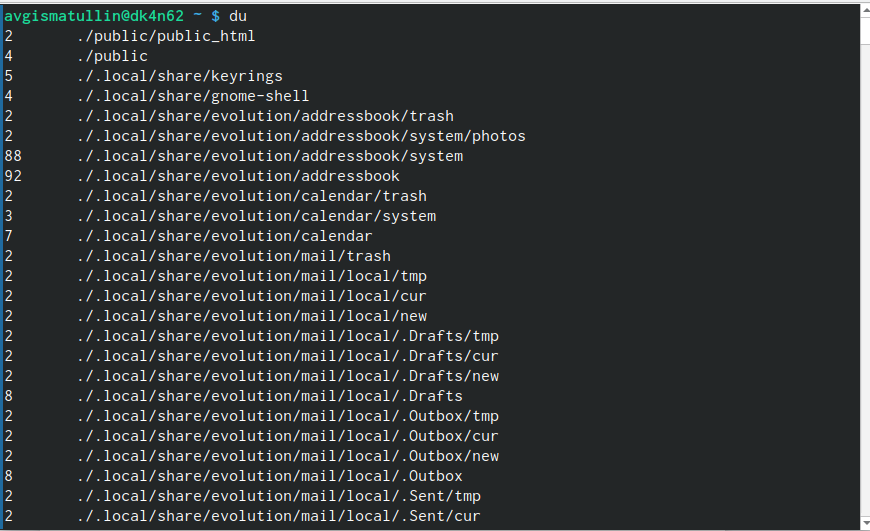 avgismatullin@dk4n62 ~ $ du
2       ./public/public_html
4       ./public
5       ./.local/share/keyrings
4       ./.local/share/gnome-shell
2       ./.local/share/evolution/addressbook/trash
2       ./.local/share/evolution/addressbook/system/photos
88      ./.local/share/evolution/addressbook/system
92      ./.local/share/evolution/addressbook
2       ./.local/share/evolution/calendar/trash
3       ./.local/share/evolution/calendar/system
7       ./.local/share/evolution/calendar
2       ./.local/share/evolution/mail/trash
2       ./.local/share/evolution/mail/local/tmp
2       ./.local/share/evolution/mail/local/cur
2       ./.local/share/evolution/mail/local/new
2       ./.local/share/evolution/mail/local/.Drafts/tmp
2       ./.local/share/evolution/mail/local/.Drafts/cur
2       ./.local/share/evolution/mail/local/.Drafts/new
8       ./.local/share/evolution/mail/local/.Drafts
2       ./.local/share/evolution/mail/local/.Outbox/tmp
2       ./.local/share/evolution/mail/local/.Outbox/cur
2       ./.local/share/evolution/mail/local/.Outbox/new
8       ./.local/share/evolution/mail/local/.Outbox
2       ./.local/share/evolution/mail/local/.Sent/tmp
2       ./.local/share/evolution/mail/local/.Sent/cur